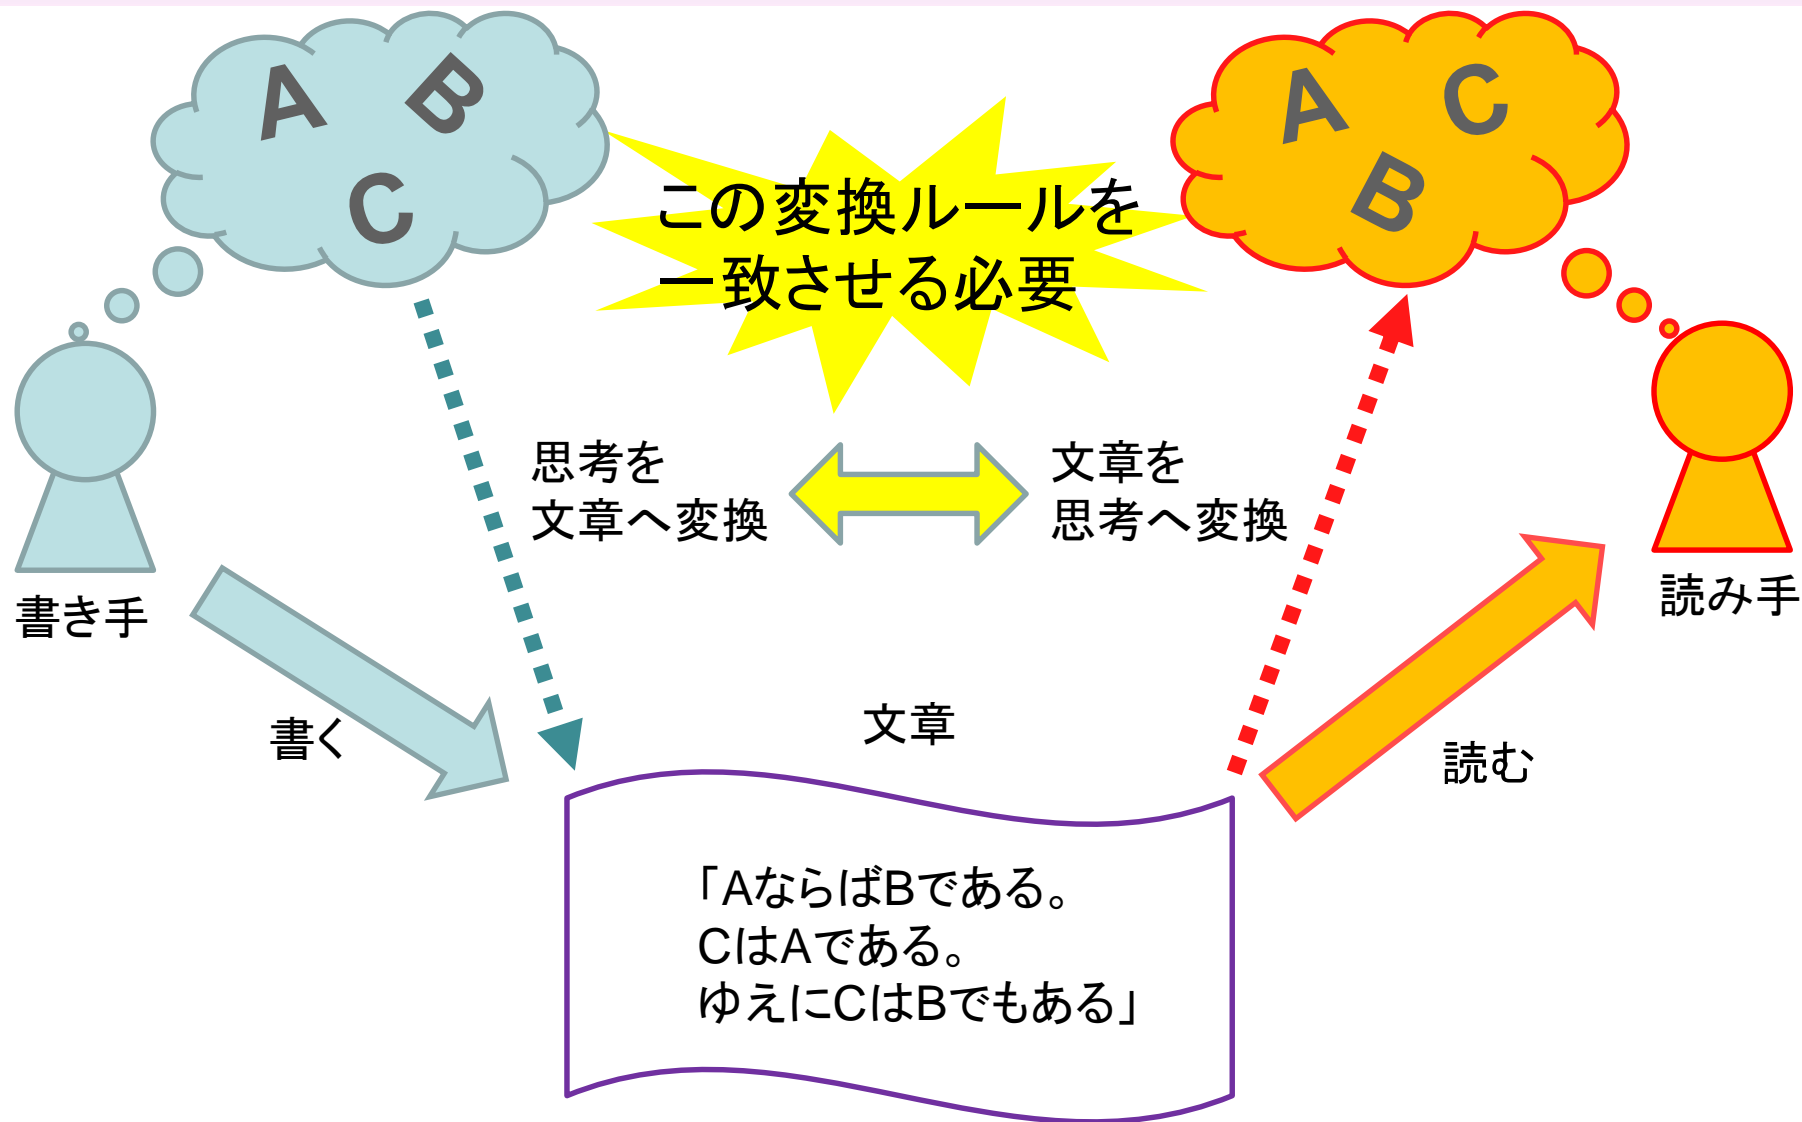 A B
C
A C
B
この変換ルールを
一致させる必要
思考を
文章へ変換
文章を
思考へ変換
書き手
読み手
書く
文章
読む
「AならばBである。
CはAである。
ゆえにCはBでもある」